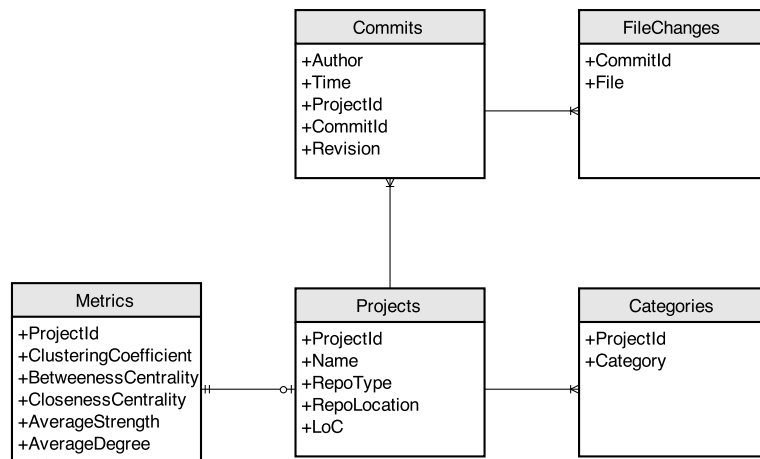 Commits
+Author
+Time
+ProjectId
+CommitId
+Revision
FileChanges
+CommitId
+File
Metrics
+ProjectId
+ClusteringCoefficient
+BetweenessCentrality
+ClosenessCentrality
+AverageStrength
+AverageDegree
Projects
+ProjectId
+Name
+RepoType
+RepoLocation
+LoC
Categories
+ProjectId
+Category